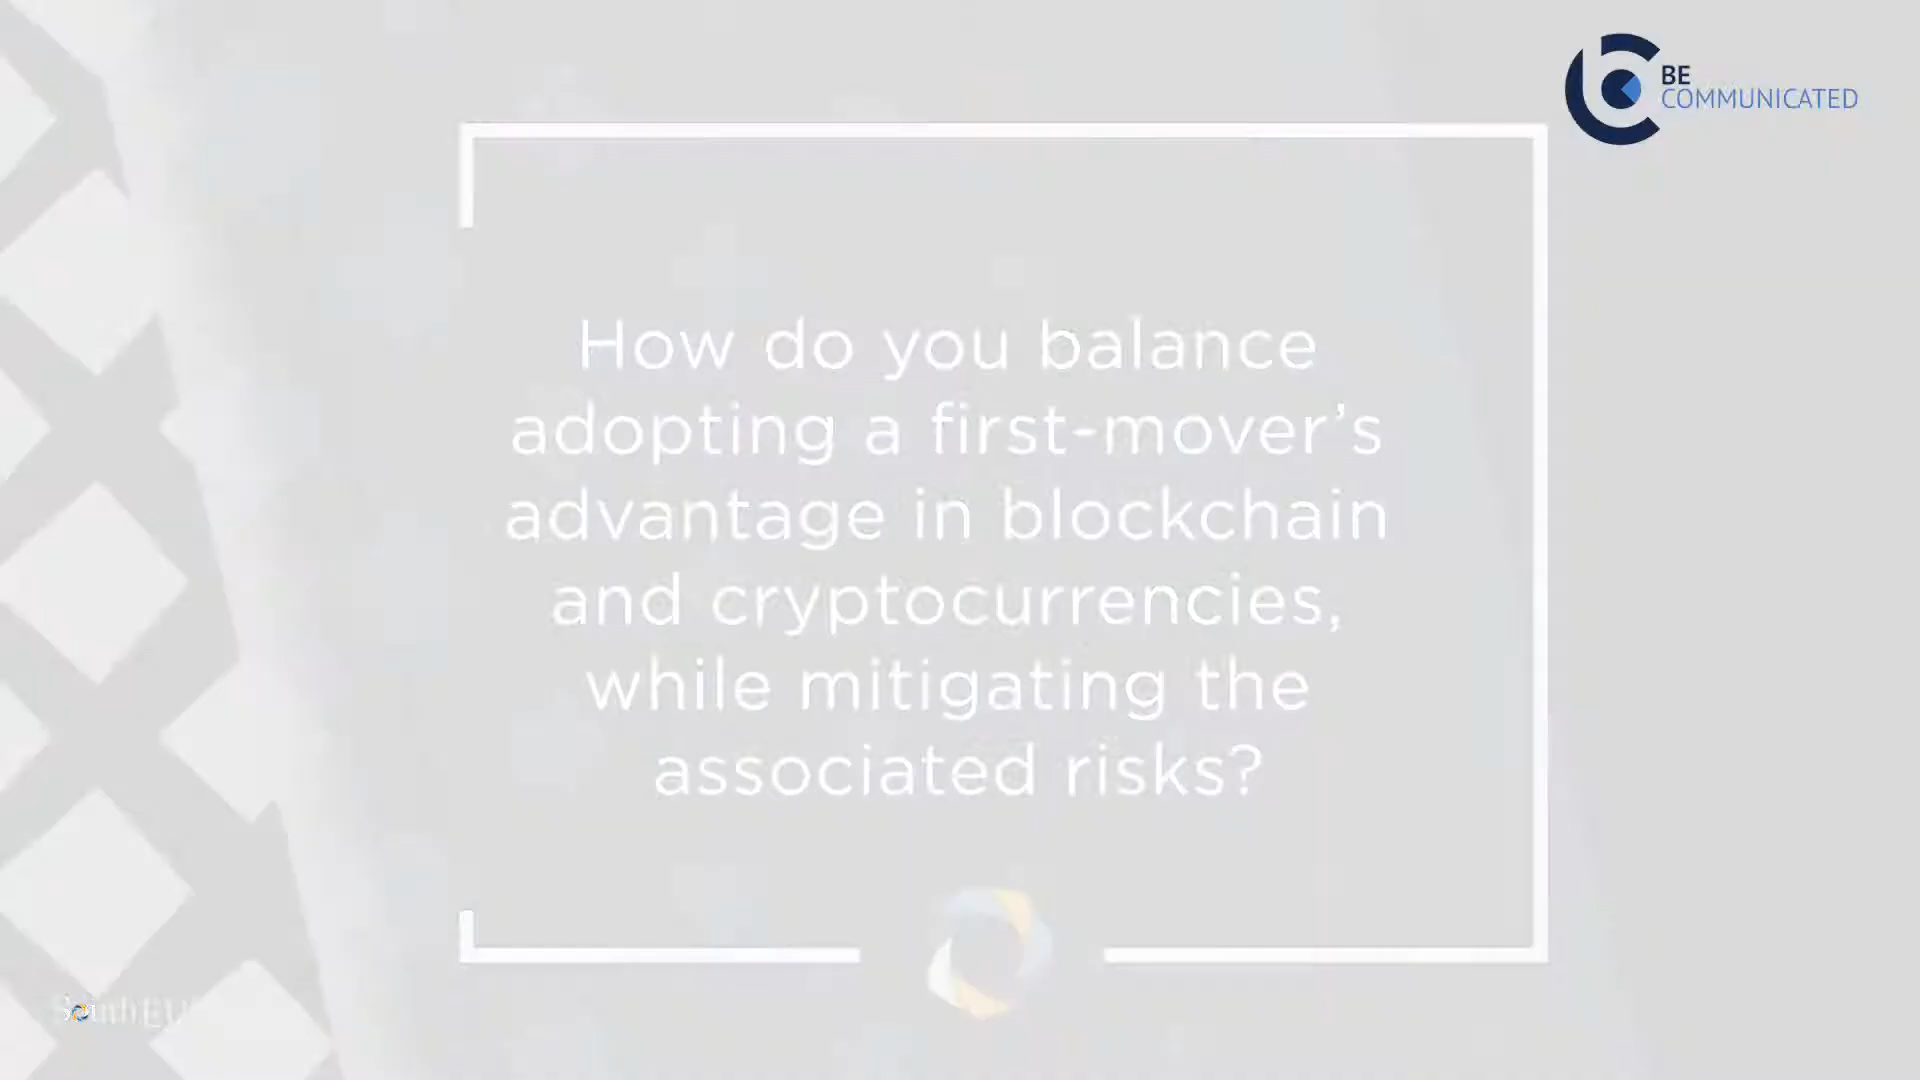 BE
COMMUNICATED
How do you balance
adopting a first-mover’s
advantage in blockchain
and cryptocurrencies,
while mitigating the
associated risks?